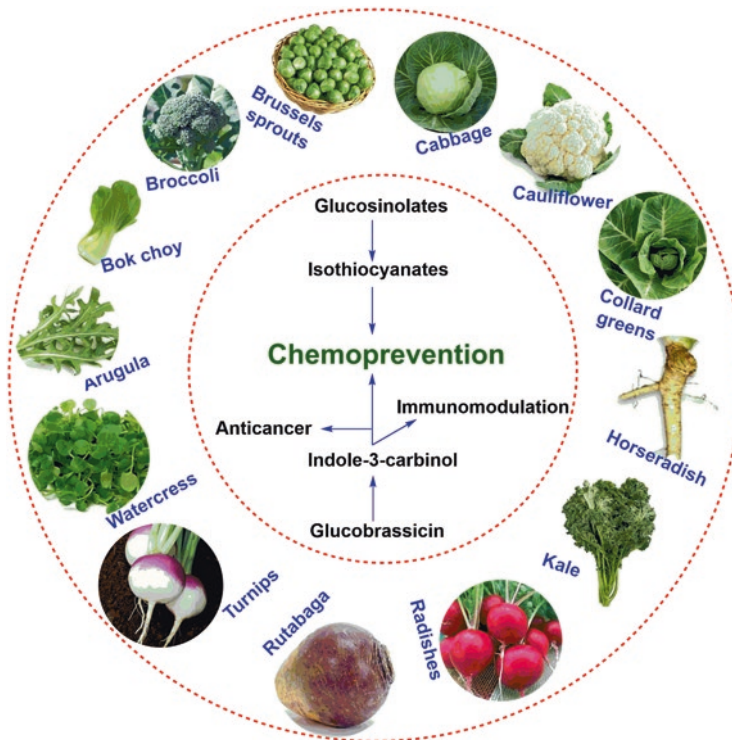 Brussels
sprouts
Cabbage
Cauliflower
Collard
greens
Horseradish
Kale
Radishes
Rutabaga
Turnips
Watercress
Arugula
Bok choy
Broccoli
Glucosinolates
Isothiocyanates
Chemoprevention
Immunomodulation
Anticancer
Indole-3-carbinol
Glucobrassicin